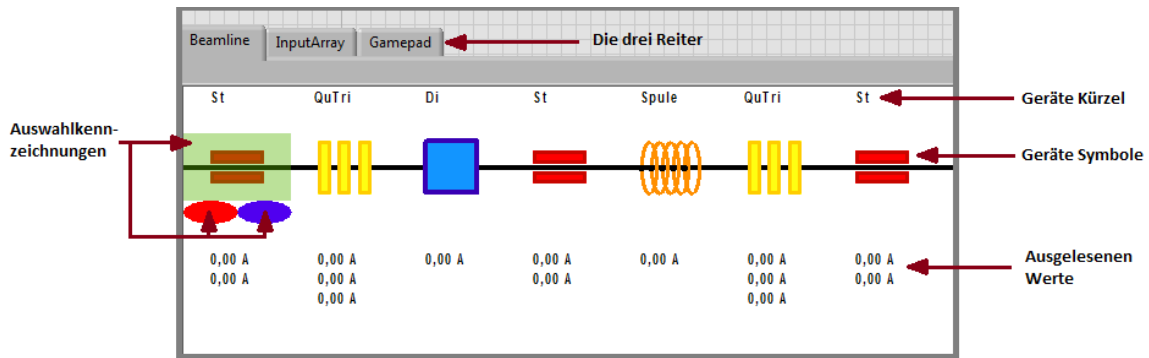 Beamline InputArray Gamepad Die drei Reiter
St QuTri Di St Spule QuTri St Geräte Kürzel
Auswahlkenn-
zeichnungen
Geräte Symbole
0,00 A 0,00 A 0,00 A 0,00 A 0,00 A 0,00 A 0,00 A
0,00 A 0,00 A 0,00 A 0,00 A 0,00 A
0,00 A 0,00 A
Ausgelesenen
Werte